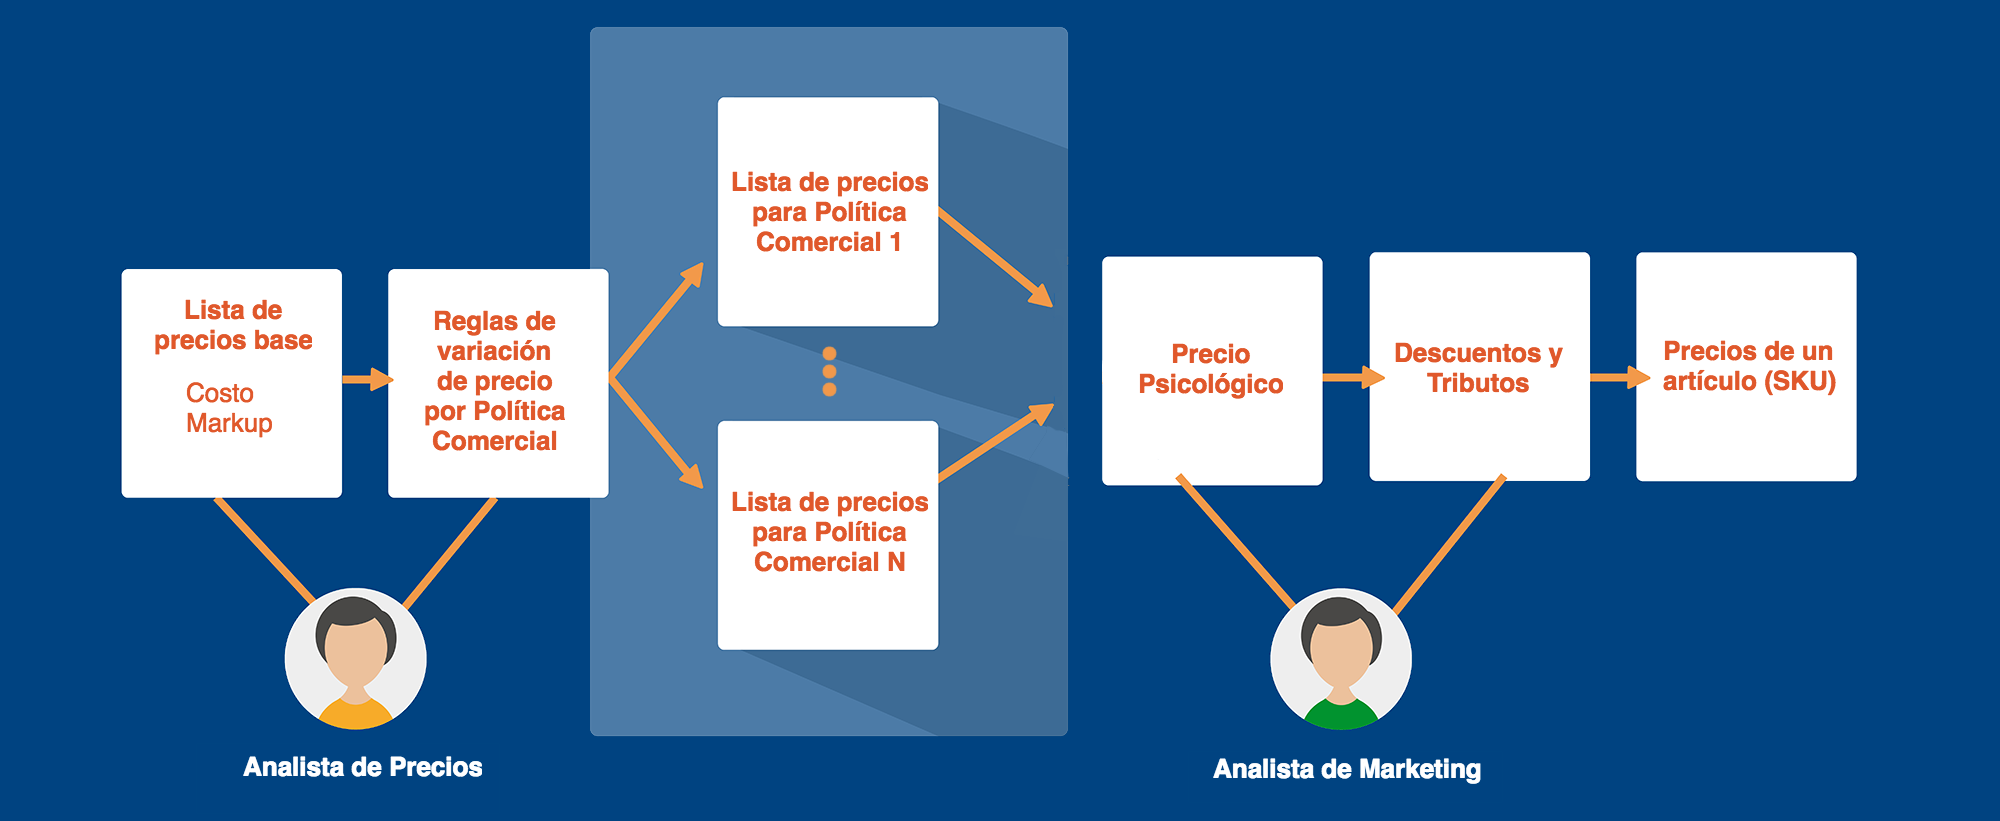 Lista de
precios base
Costo
Markup
Reglas de
variación
de precio
por Política
Comercial
Lista de precios
para Política
Comercial 1
Lista de precios
para Política
Comercial N
Precio
Psicológico
Descuentos y
Tributos
Precios de un
artículo (SKU)
Analista de Precios
Analista de Marketing